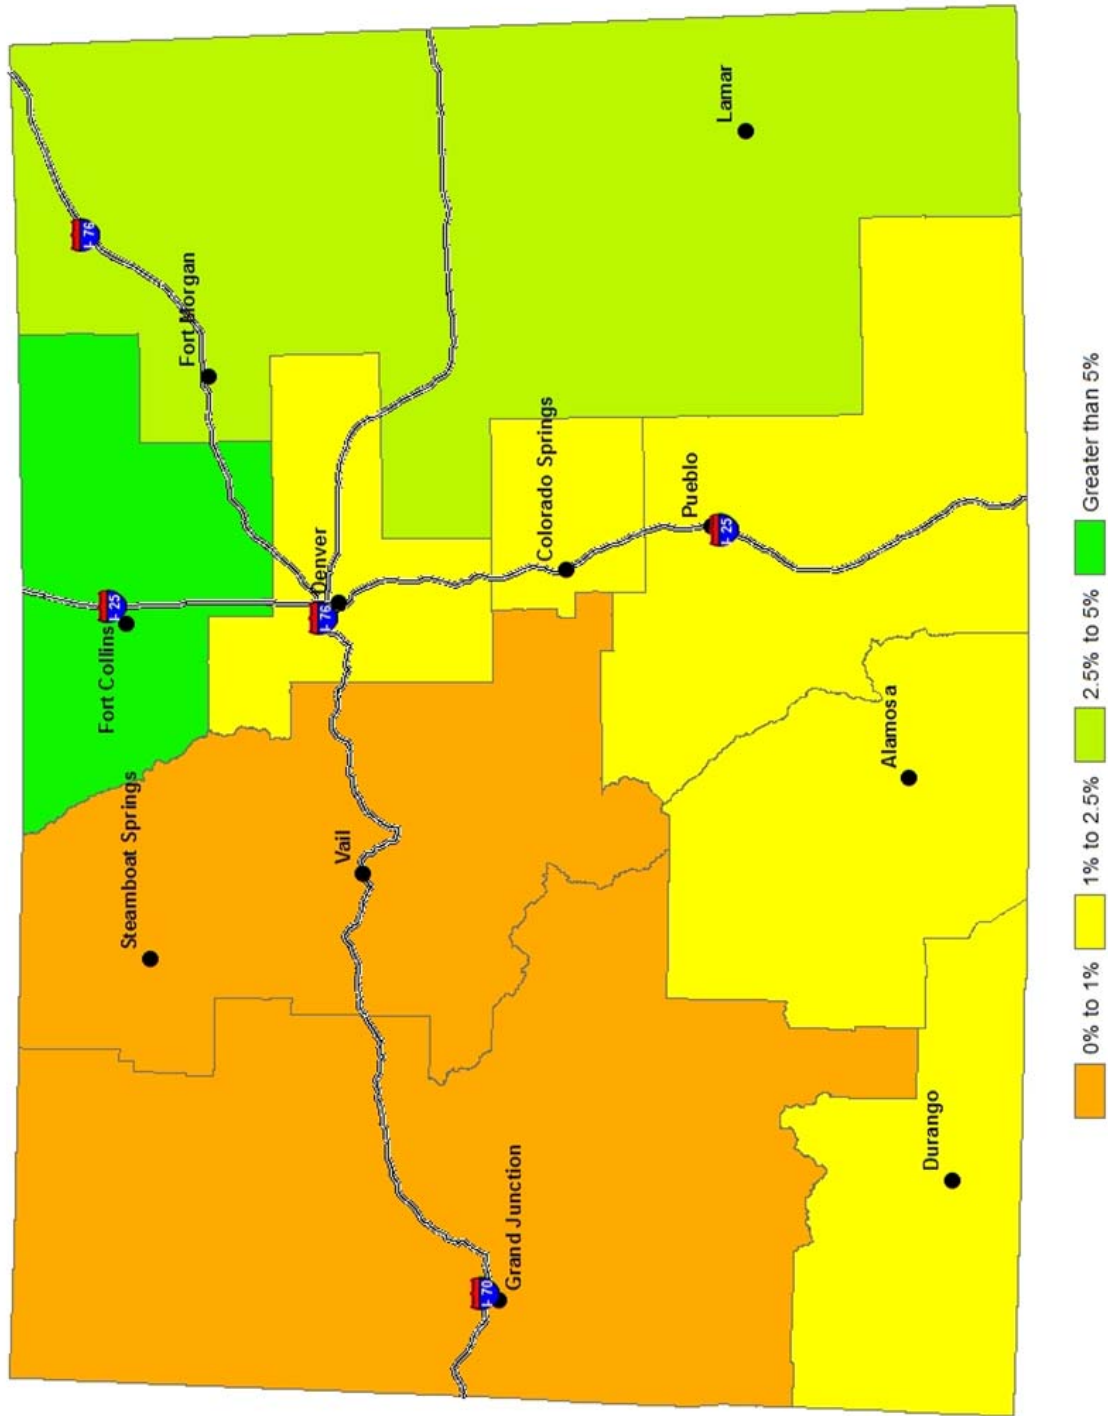 Steamboat Springs
Fort Collins
I- 25
Fort Morgan
I- 76
Vail
I- 76
Denver
Grand Junction
I- 70
Colorado Springs
Pueblo
I- 25
Lamar
Durango
Alamosa
0% to 1%
1% to 2.5%
2.5% to 5%
Greater than 5%